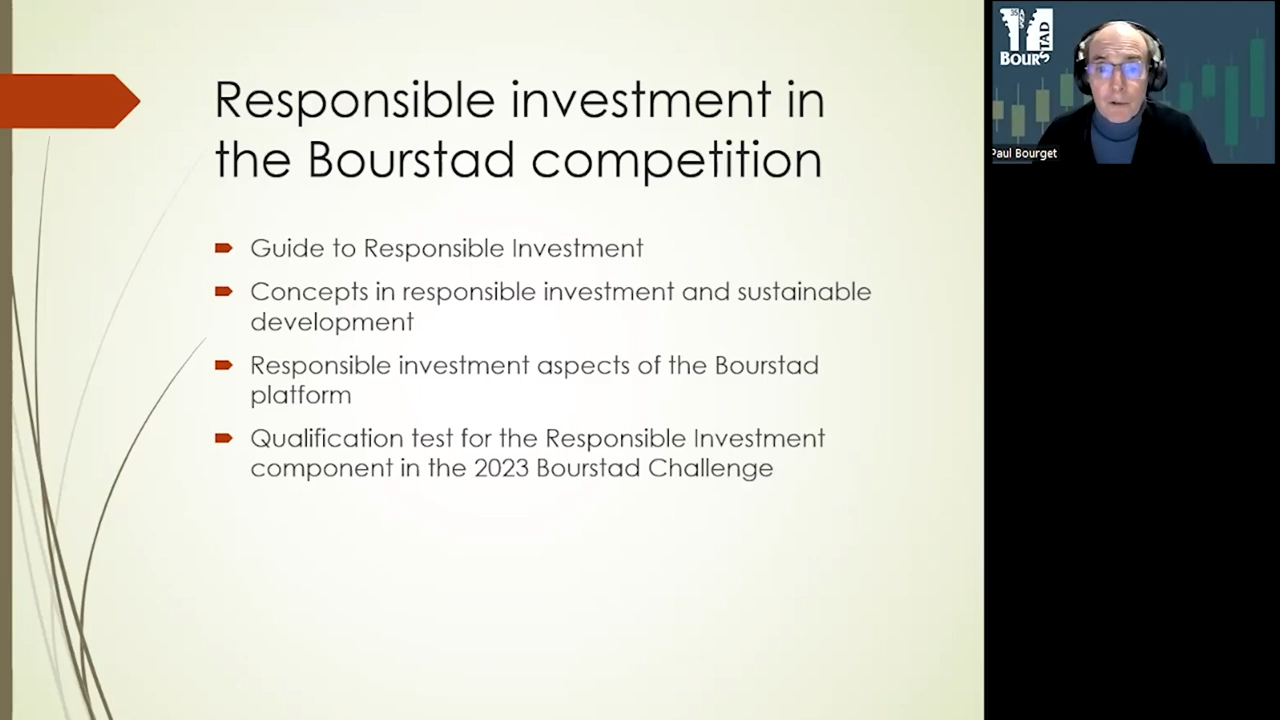 Responsible investment in
the Bourstad competition
Guide to Responsible Investment
Concepts in responsible investment and sustainable
development
Responsible investment aspects of the Bourstad
platform
Qualification test for the Responsible Investment
component in the 2023 Bourstad Challenge
BOURSTAD
Paul Bourget